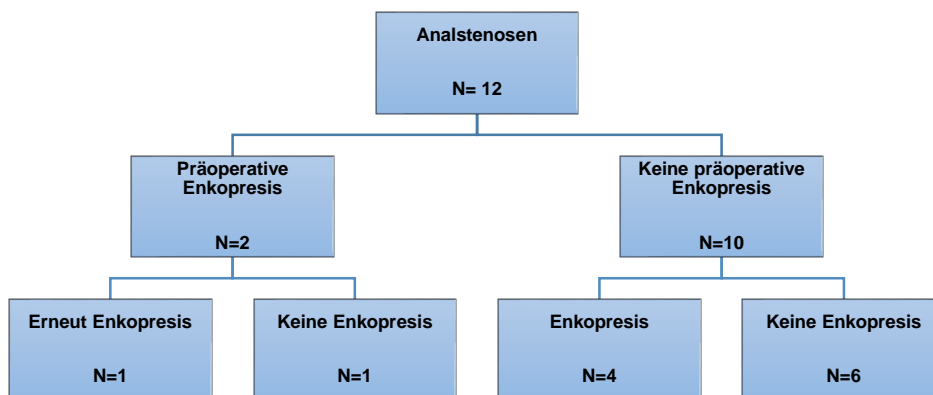 Analstenosen
N= 12
Präoperative
Enkopresis
N=2
Keine präoperative
Enkopresis
N=10
Erneut Enkopresis
N=1
Keine Enkopresis
N=1
Enkopresis
N=4
Keine Enkopresis
N=6